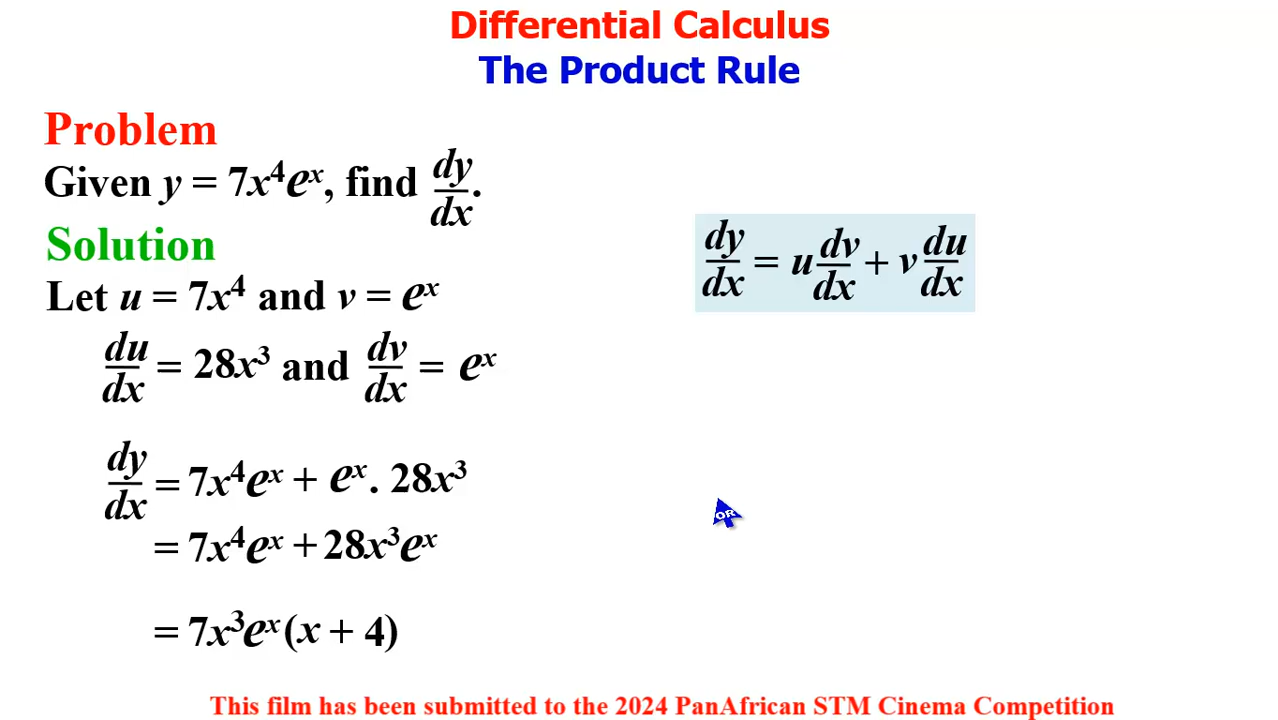 Differential Calculus
The Product Rule
Problem
Given y = 7x⁴eˣ, find dy/dx.
Solution
dy/dx = u dv/dx + v du/dx
Let u = 7x⁴ and v = eˣ
du/dx = 28x³ and dv/dx = eˣ
dy/dx = 7x⁴eˣ + eˣ . 28x³
= 7x⁴eˣ + 28x³eˣ
OR
= 7x³eˣ(x + 4)
This film has been submitted to the 2024 PanAfrican STM Cinema Competition